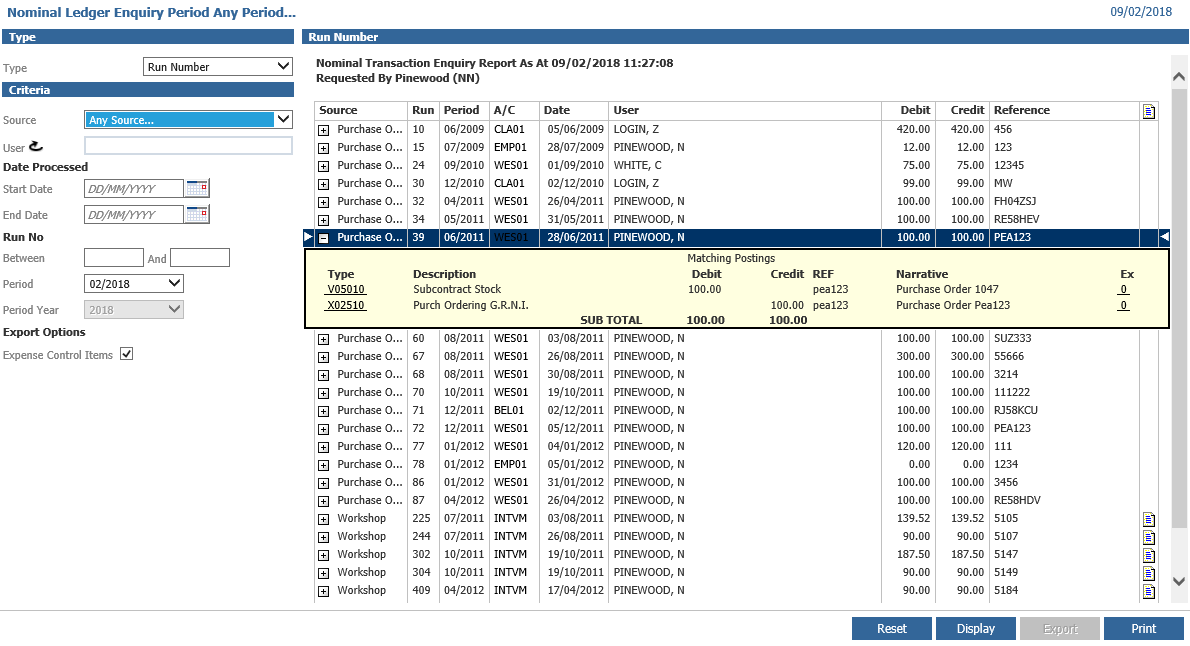 Nominal Ledger Enquiry Period Any Period... 09/02/2018
Type
Type Run Number
Criteria
Source Any Source...
User
Date Processed
Start Date DD/MM/YYYY
End Date DD/MM/YYYY
Run No
Between And
Period 02/2018
Period Year 2018
Export Options
Expense Control Items
Run Number
Nominal Transaction Enquiry Report As At 09/02/2018 11:27:08
Requested By Pinewood (NN)
Source Run Period A/C Date User Debit Credit Reference
Purchase O... 10 06/2009 CLA01 05/06/2009 LOGIN, Z 420.00 420.00 456
Purchase O... 15 07/2009 EMP01 28/07/2009 PINEWOOD, N 12.00 12.00 123
Purchase O... 24 09/2010 WES01 01/09/2010 WHITE, C 75.00 75.00 12345
Purchase O... 30 12/2010 CLA01 02/12/2010 LOGIN, Z 99.00 99.00 MW
Purchase O... 32 04/2011 WES01 26/04/2011 PINEWOOD, N 100.00 100.00 FH04ZSJ
Purchase O... 34 05/2011 WES01 31/05/2011 PINEWOOD, N 100.00 100.00 RE58HEV
Purchase O... 39 06/2011 WES01 28/06/2011 PINEWOOD, N 100.00 100.00 PEA123
Matching Postings
Type Description Debit Credit REF Narrative Ex
V05010 Subcontract Stock 100.00 pea123 Purchase Order 1047 0
X02510 Purch Ordering G.R.N.I. 100.00 pea123 Purchase Order Pea123 0
SUB TOTAL 100.00 100.00
Purchase O... 60 08/2011 WES01 03/08/2011 PINEWOOD, N 100.00 100.00 SUZ333
Purchase O... 67 08/2011 WES01 26/08/2011 PINEWOOD, N 300.00 300.00 55666
Purchase O... 68 08/2011 WES01 30/08/2011 PINEWOOD, N 100.00 100.00 3214
Purchase O... 70 10/2011 WES01 19/10/2011 PINEWOOD, N 100.00 100.00 111222
Purchase O... 71 12/2011 BEL01 02/12/2011 PINEWOOD, N 100.00 100.00 RJ58KCU
Purchase O... 72 12/2011 WES01 05/12/2011 PINEWOOD, N 100.00 100.00 PEA123
Purchase O... 77 01/2012 WES01 04/01/2012 PINEWOOD, N 120.00 120.00 111
Purchase O... 78 01/2012 EMP01 05/01/2012 PINEWOOD, N 0.00 0.00 1234
Purchase O... 86 01/2012 WES01 31/01/2012 PINEWOOD, N 100.00 100.00 3456
Purchase O... 87 04/2012 WES01 26/04/2012 PINEWOOD, N 100.00 100.00 RE58HDV
Workshop 225 07/2011 INTVM 03/08/2011 PINEWOOD, N 139.52 139.52 5105
Workshop 244 07/2011 INTVM 26/08/2011 PINEWOOD, N 90.00 90.00 5107
Workshop 302 10/2011 INTVM 19/10/2011 PINEWOOD, N 187.50 187.50 5147
Workshop 304 10/2011 INTVM 19/10/2011 PINEWOOD, N 90.00 90.00 5149
Workshop 409 04/2012 INTVM 17/04/2012 PINEWOOD, N 90.00 90.00 5184
Reset Display Export Print